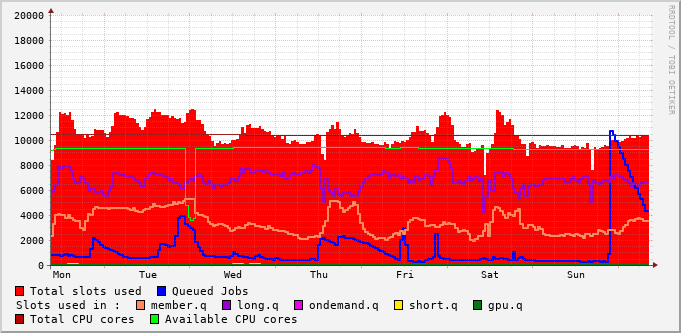 20000
18000
16000
14000
12000
10000
8000
6000
4000
2000
0
Mon Tue Wed Thu Fri Sat Sun
RRDTOOL / TOBI OETIKER
Total slots used Queued Jobs
Slots used in : member.q long.q ondemand.q short.q gpu.q
Total CPU cores Available CPU cores